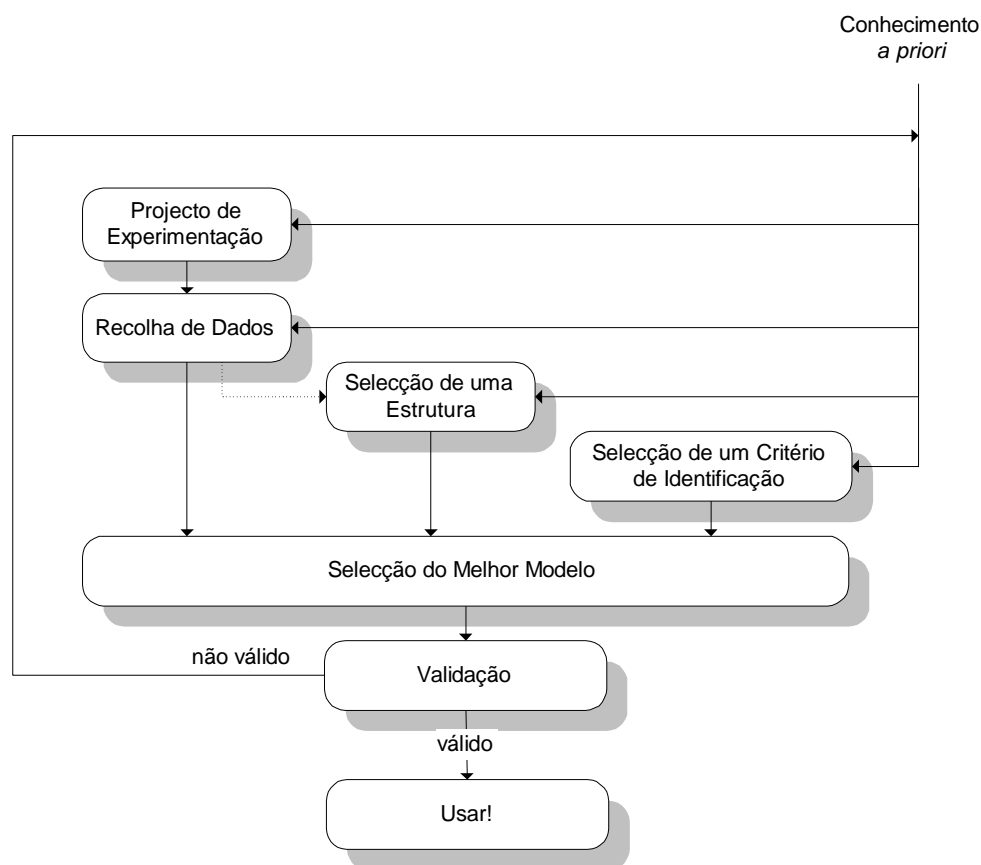 Conhecimento
a priori
Projecto de
Experimentação
Recolha de Dados
Selecção de uma
Estrutura
Selecção de um Critério
de Identificação
Selecção do Melhor Modelo
não válido
Validação
válido
Usar!